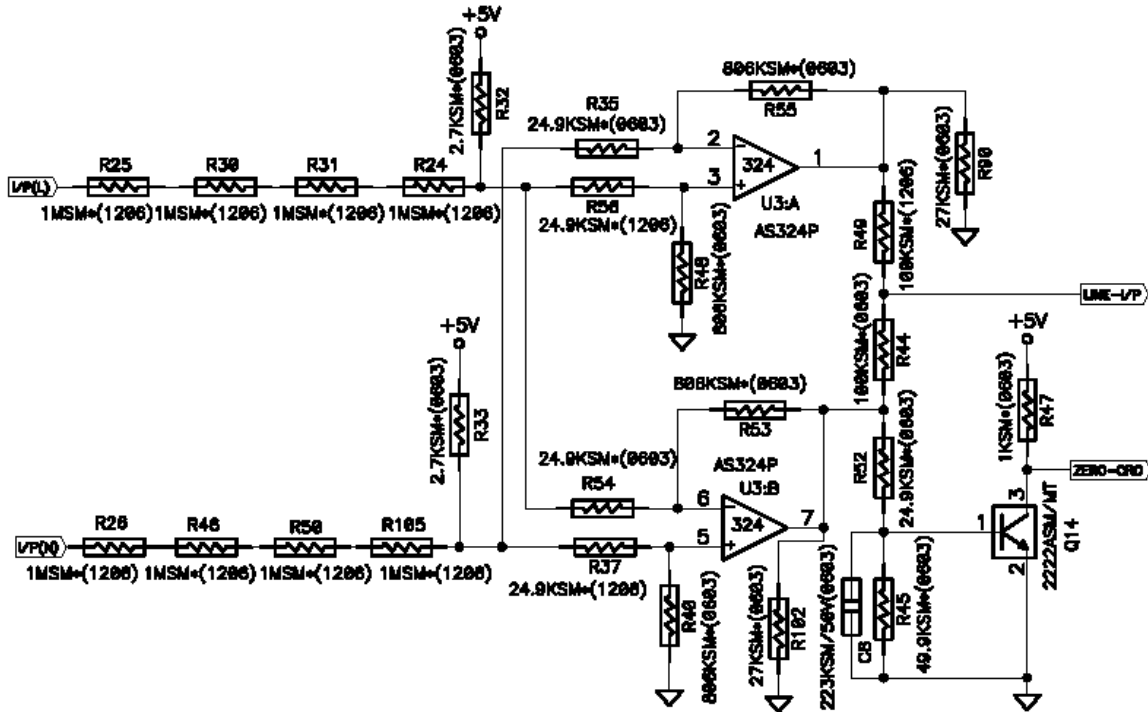 +5V
2.7KSM*(0603)
R32
806KSM*(0603)
R55
R35
24.9KSM*(0603)
2
324
1
3
U3:A
AS324P
R90
27KSM*(0603)
I/P(L)
R25
R30
R31
R24
1MSM*(1206)
1MSM*(1206)
1MSM*(1206)
1MSM*(1206)
R56
24.9KSM*(1206)
R48
806KSM*(0603)
R49
100KSM*(1206)
LINE-I/P
R44
100KSM*(0603)
+5V
2.7KSM*(0603)
R33
+5V
1KSM*(0603)
R47
806KSM*(0603)
R53
24.9KSM*(0603)
R54
AS324P
U3:B
6
324
7
5
R52
24.9KSM*(0603)
ZERO-CRO
3
1
2
2222ASM/MT
Q14
I/P(N)
R26
R46
R50
R105
1MSM*(1206)
1MSM*(1206)
1MSM*(1206)
1MSM*(1206)
R37
24.9KSM*(1206)
R40
806KSM*(0603)
27KSM*(0603)
R102
223KSM/50V(0603)
C8
R45
49.9KSM*(0603)